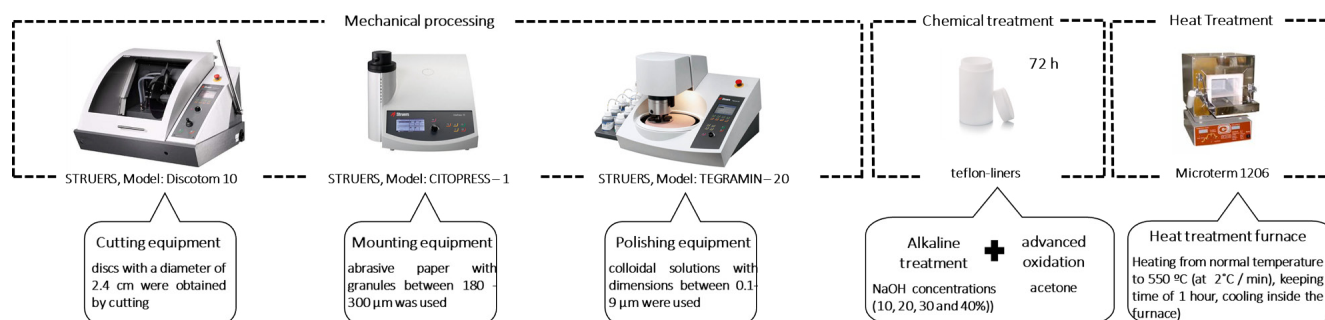 Mechanical processing
Chemical treatment
Heat Treatment
72 h
STRUERS, Model: Discotom 10
STRUERS, Model: CITOPRESS – 1
STRUERS, Model: TEGRAMIN – 20
teflon-liners
Microterm 1206
Cutting equipment
discs with a diameter of
2.4 cm were obtained
by cutting
Mounting equipment
abrasive paper with
granules between 180 -
300 µm was used
Polishing equipment
colloidal solutions with
dimensions between 0.1-
9 µm were used
Alkaline
treatment
advanced
oxidation
NaOH concentrations
(10, 20, 30 and 40%))
acetone
Heat treatment furnace
Heating from normal temperature
to 550 ºC (at 2˚C / min), keeping
time of 1 hour, cooling inside the
furnace)